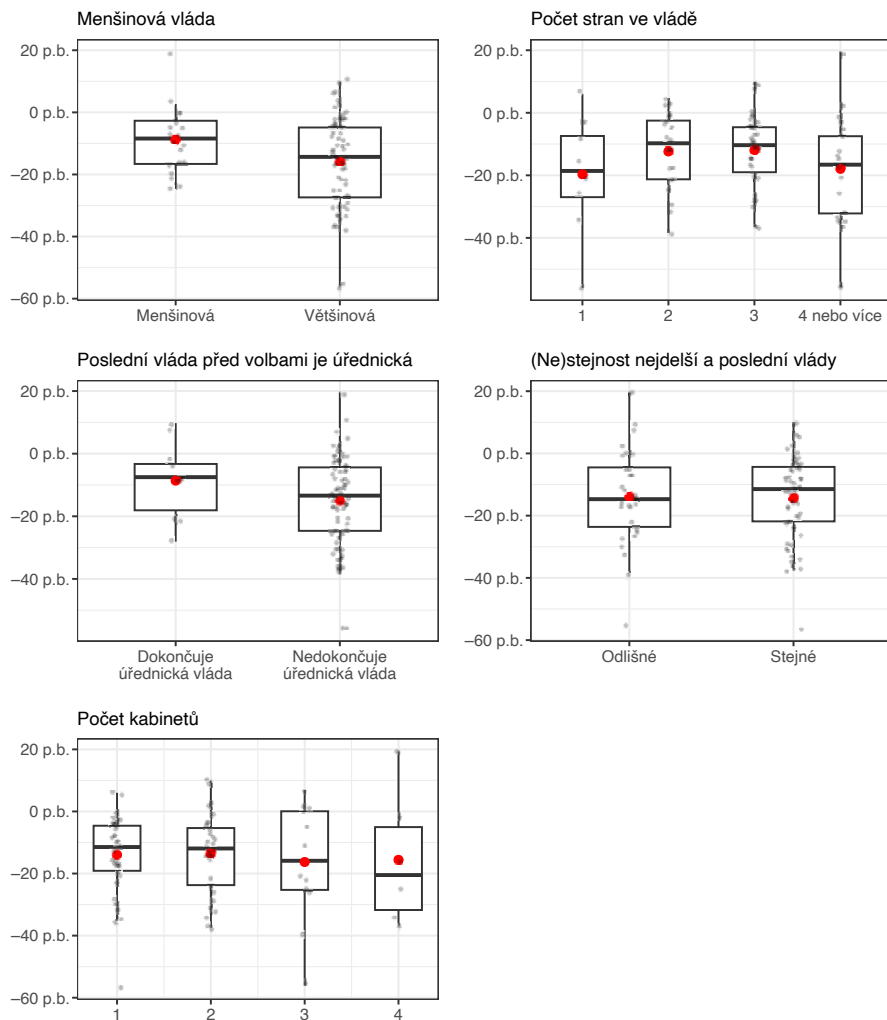 Menšinová vláda
20 p.b.
0 p.b.
−20 p.b.
−40 p.b.
−60 p.b.
Menšinová
Většinová
Počet stran ve vládě
20 p.b.
0 p.b.
−20 p.b.
−40 p.b.
1
2
3
4 nebo více
Poslední vláda před volbami je úřednická
20 p.b.
0 p.b.
−20 p.b.
−40 p.b.
Dokončuje
úřednická vláda
Nedokončuje
úřednická vláda
(Ne)stejnost nejdelší a poslední vlády
20 p.b.
0 p.b.
−20 p.b.
−40 p.b.
−60 p.b.
Odlišné
Stejné
Počet kabinetů
20 p.b.
0 p.b.
−20 p.b.
−40 p.b.
−60 p.b.
1
2
3
4